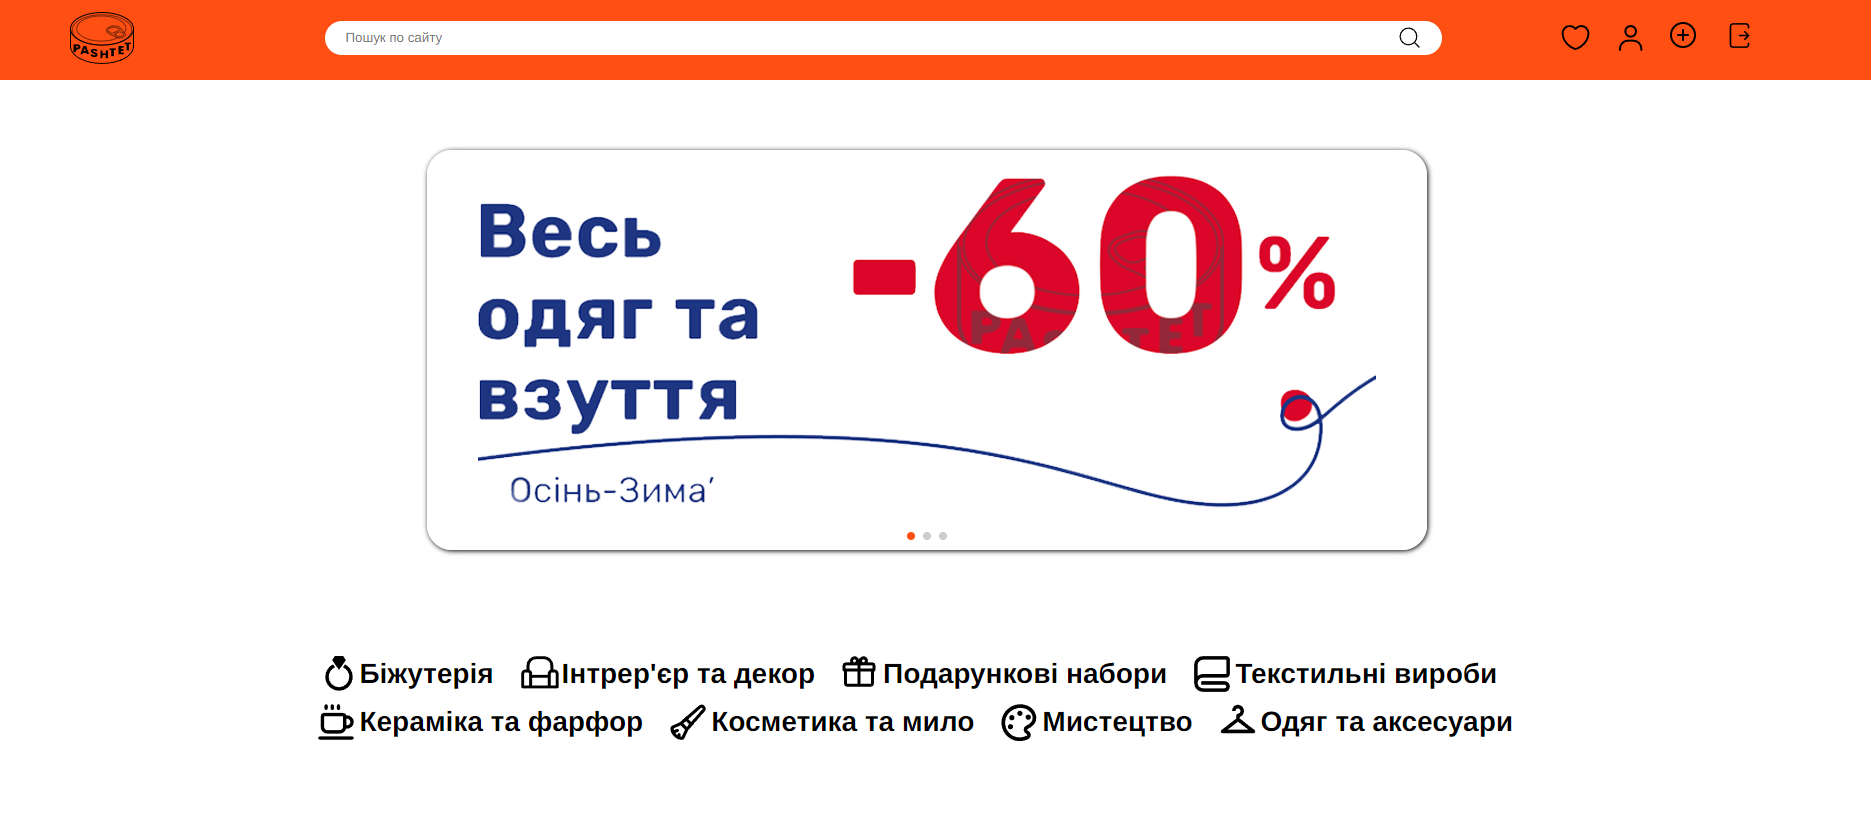 PASHTET
Пошук по сайту
Весь
одяг та
взуття
-60%
PASHTET
Осінь-Зима’
Біжутерія Інтрер'єр та декор Подарункові набори Текстильні вироби
Кераміка та фарфор Косметика та мило Мистецтво Одяг та аксесуари